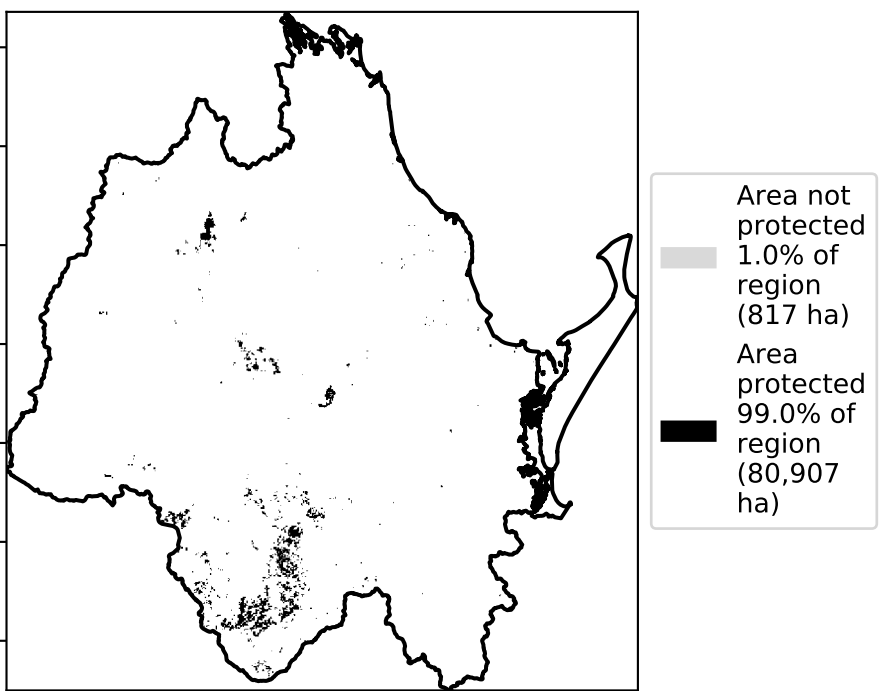 Area not
protected
1.0% of
region
(817 ha)
Area
protected
99.0% of
region
(80,907
ha)